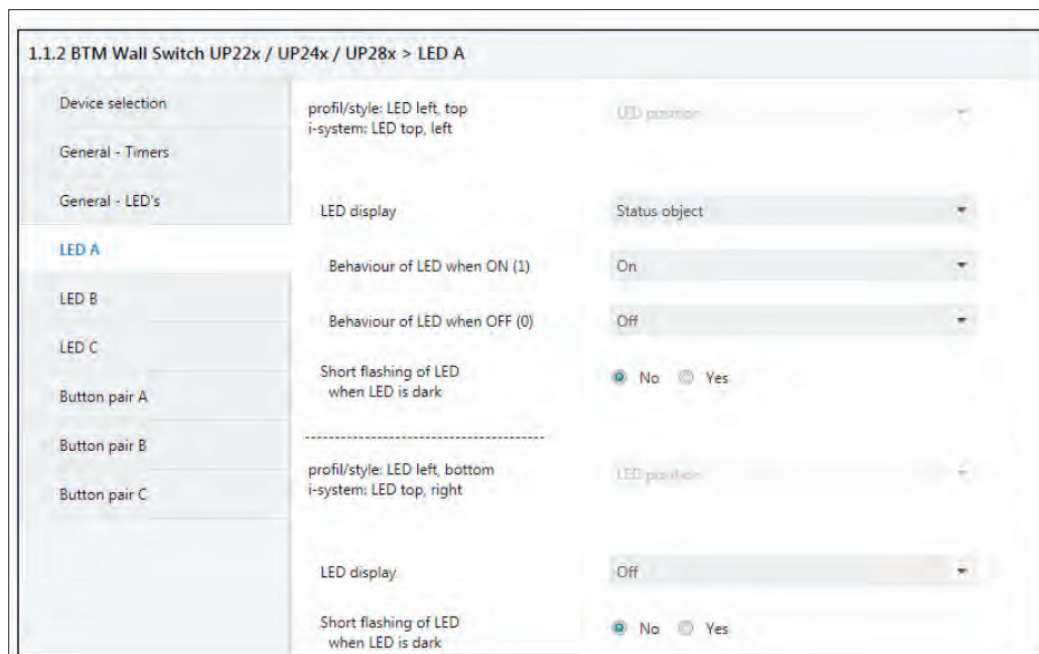 1.1.2 BTM Wall Switch UP22x / UP24x / UP28x > LED A
Device selection
General - Timers
General - LED's
LED A
LED B
LED C
Button pair A
Button pair B
Button pair C
profil/style: LED left, top
i-system: LED top, left
LED position
LED display
Status object
Behaviour of LED when ON (1)
On
Behaviour of LED when OFF (0)
Off
Short flashing of LED
when LED is dark
No Yes
----------------------------------------
profil/style: LED left, bottom
i-system: LED top, right
LED position
LED display
Off
Short flashing of LED
when LED is dark
No Yes